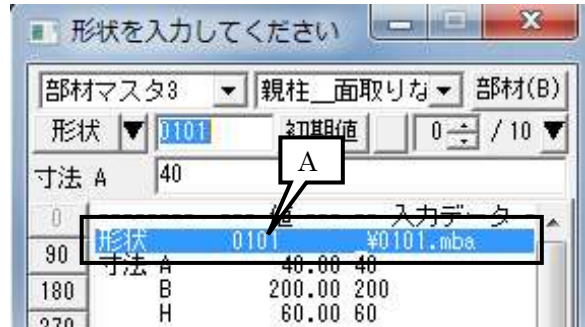 形状を入力してください
部材マスタ3 親柱__面取りな 部材(B)
形状 0101 初期値 0 / 10
A
寸法 A 40
0 -------- --- 値 --- --- 入力データ --
90 形状 0101 _¥0101.mba
寸法 A 40.00 40
180 B 200.00 200
270 H 60.00 60